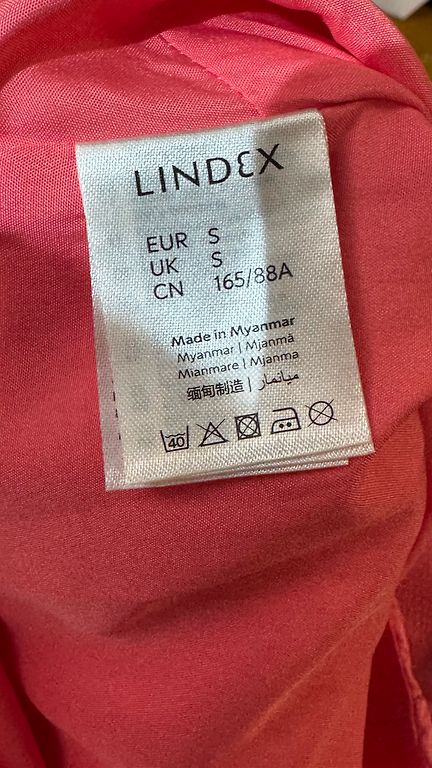 LINDEX
EUR S
UK S
CN 165/88A
Made in Myanmar
Myanmar | Mjanmá
Mianmare | Mjanma
缅甸制造 | ميانمار
40